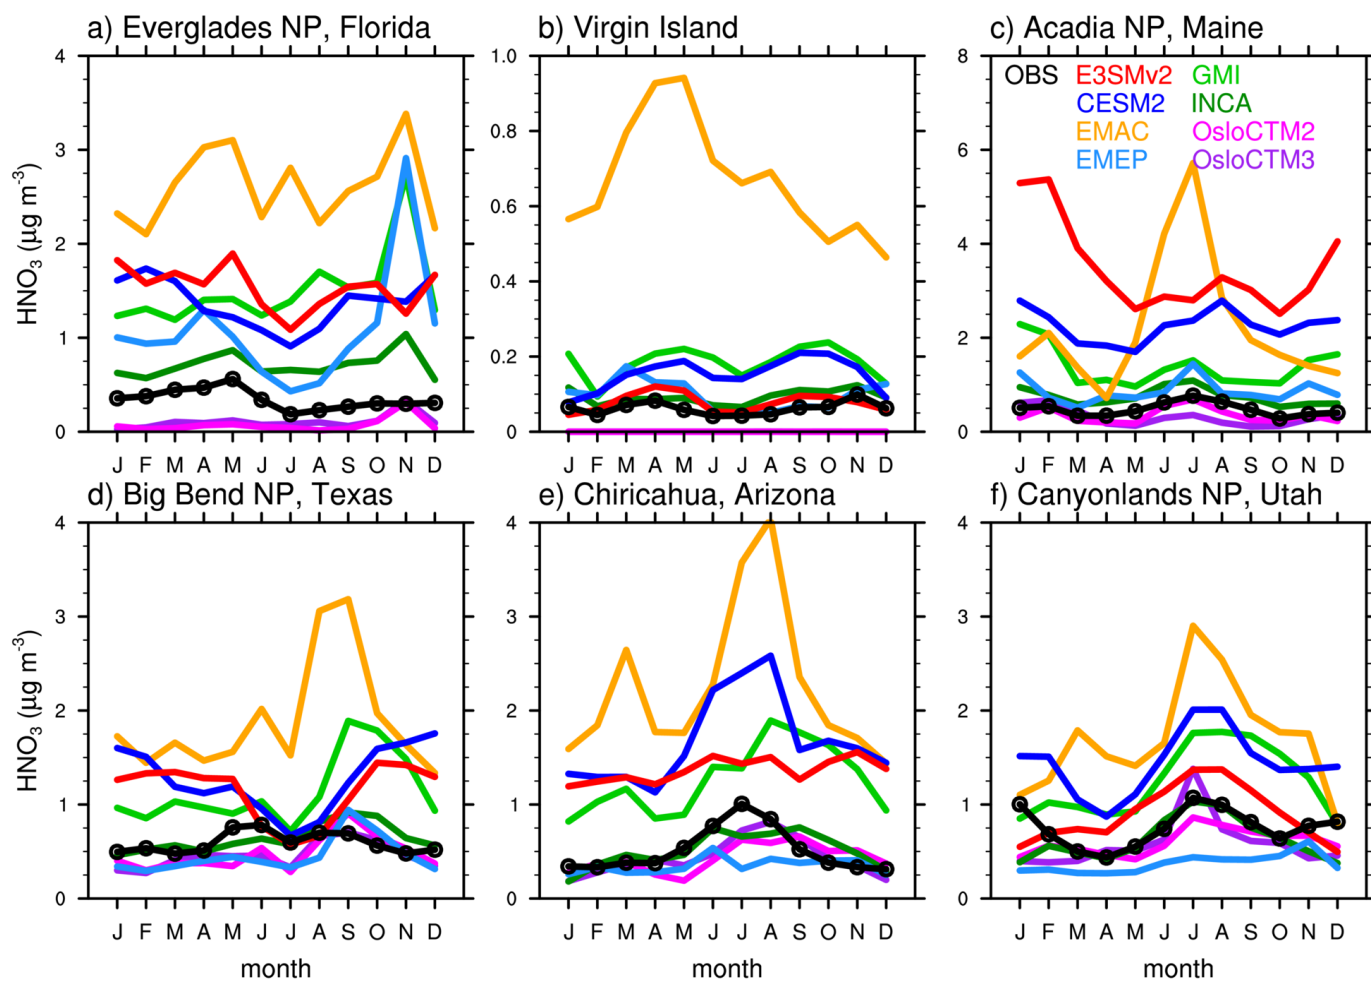 a) Everglades NP, Florida
b) Virgin Island
c) Acadia NP, Maine
HNO3 (µg m-3)
4
3
2
1
0
J F M A M J J A S O N D
1.0
0.8
0.6
0.4
0.2
0
J F M A M J J A S O N D
8
6
4
2
0
OBS E3SMv2 GMI
CESM2 INCA
EMAC OsloCTM2
EMEP OsloCTM3
J F M A M J J A S O N D
d) Big Bend NP, Texas
e) Chiricahua, Arizona
f) Canyonlands NP, Utah
HNO3 (µg m-3)
4
3
2
1
0
J F M A M J J A S O N D
month
4
3
2
1
0
J F M A M J J A S O N D
month
4
3
2
1
0
J F M A M J J A S O N D
month